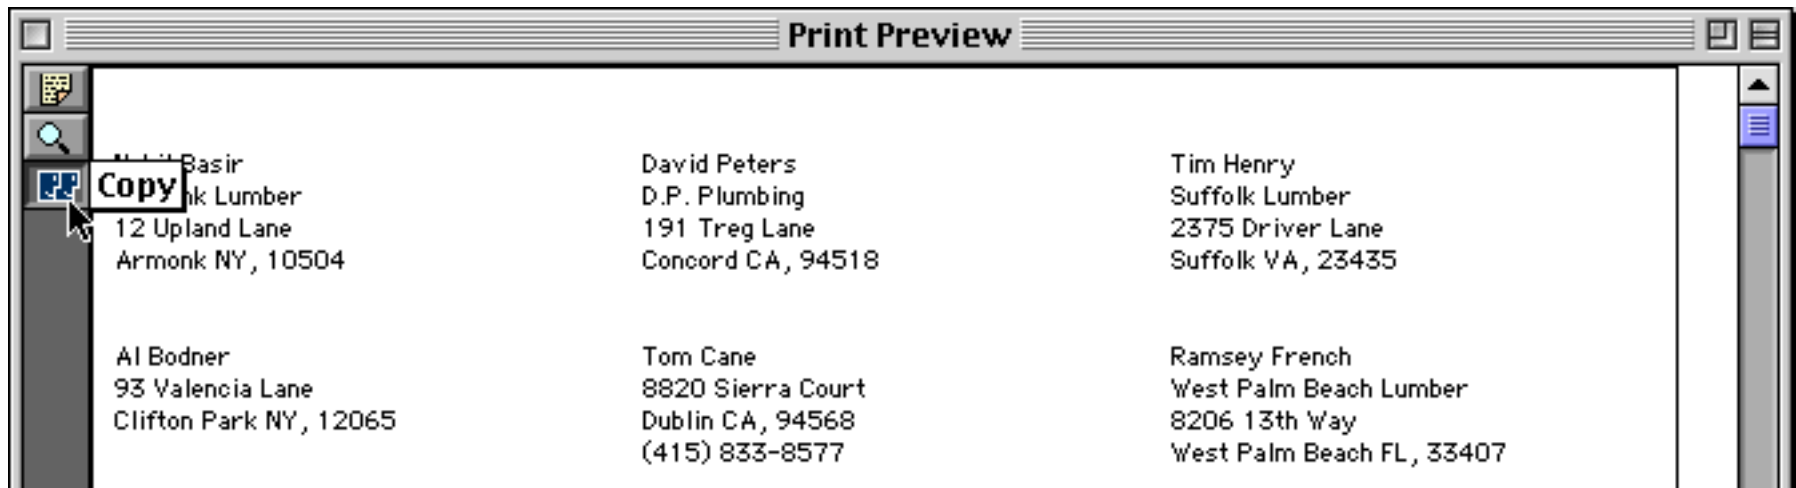 Print Preview
Copy
Basir
Lumber
12 Upland Lane
Armonk NY, 10504
David Peters
D.P. Plumbing
191 Treg Lane
Concord CA, 94518
Tim Henry
Suffolk Lumber
2375 Driver Lane
Suffolk VA, 23435
Al Bodner
93 Valencia Lane
Clifton Park NY, 12065
Tom Cane
8820 Sierra Court
Dublin CA, 94568
(415) 833-8577
Ramsey French
West Palm Beach Lumber
8206 13th Way
West Palm Beach FL, 33407